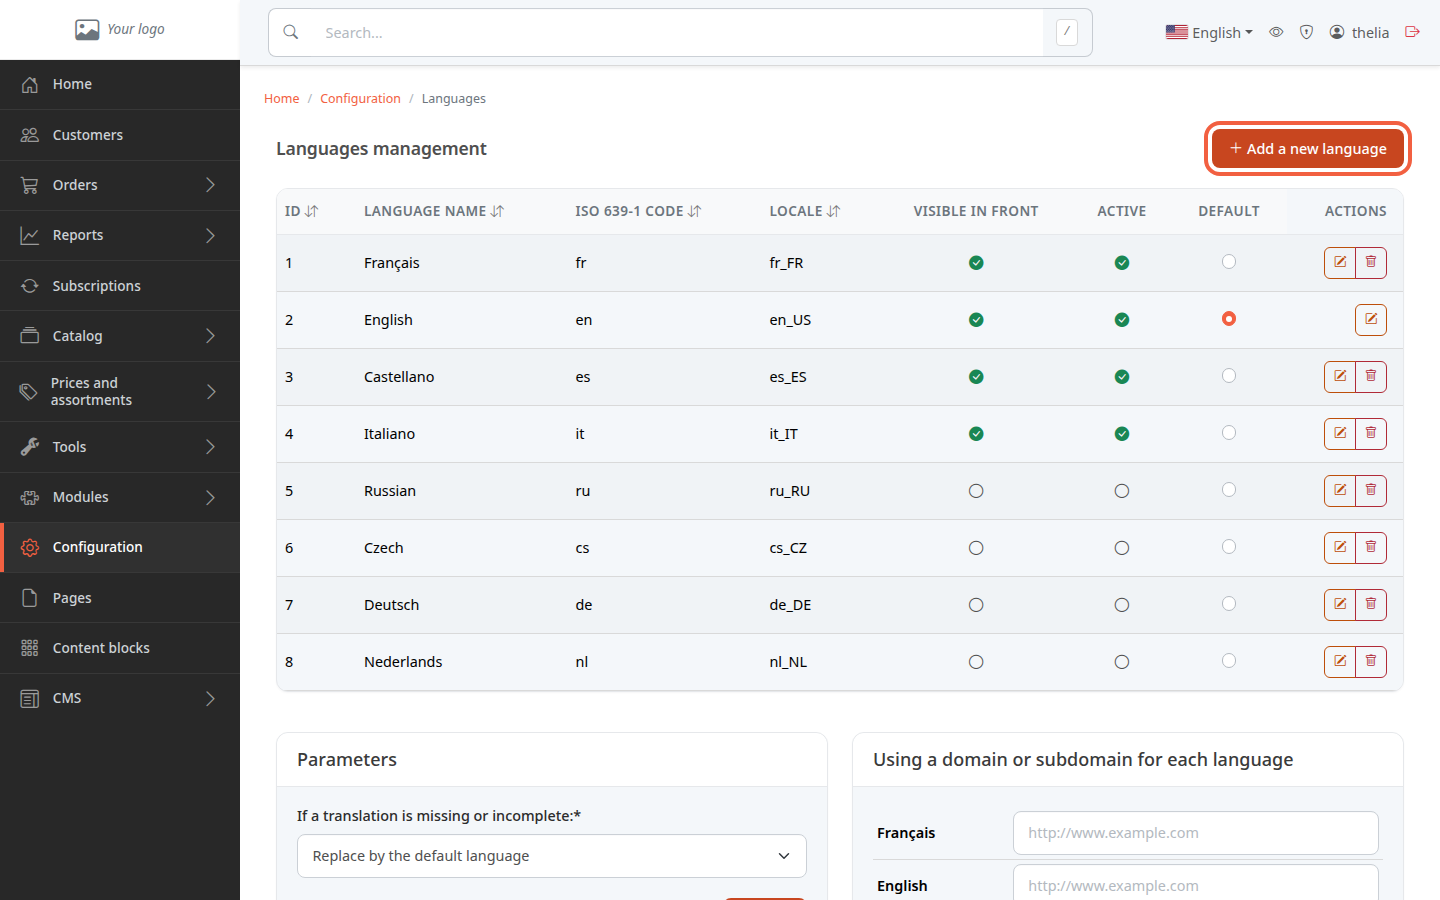 Your logo
Search...
/
English
thelia
Home
Customers
Orders
Reports
Subscriptions
Catalog
Prices and
assortments
Tools
Modules
Configuration
Pages
Content blocks
CMS
Home / Configuration / Languages
Languages management
Add a new language
ID LANGUAGE NAME ISO 639-1 CODE LOCALE VISIBLE IN FRONT ACTIVE DEFAULT ACTIONS
1 Français fr fr_FR
2 English en en_US
3 Castellano es es_ES
4 Italiano it it_IT
5 Russian ru ru_RU
6 Czech cs cs_CZ
7 Deutsch de de_DE
8 Nederlands nl nl_NL
Parameters
If a translation is missing or incomplete:*
Replace by the default language
Using a domain or subdomain for each language
Français http://www.example.com
English http://www.example.com